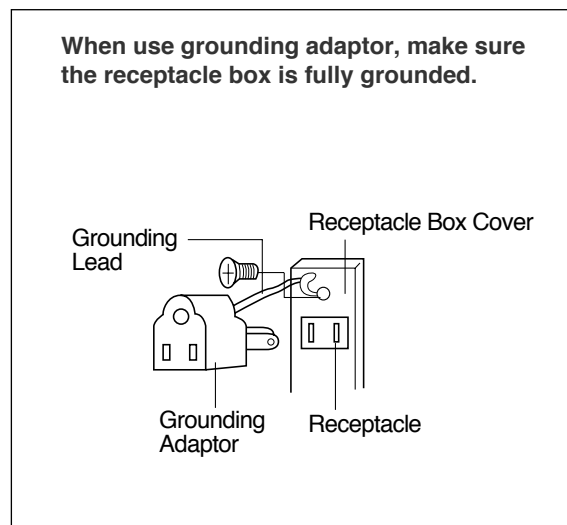 When use grounding adaptor, make sure
the receptacle box is fully grounded.
Grounding
Lead
Receptacle Box Cover
Grounding
Adaptor
Receptacle